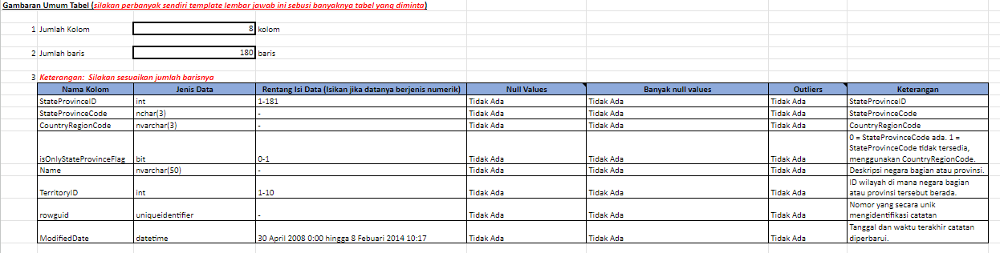 Gambaran Umum Tabel (silakan perbanyak sendiri template lembar jawab ini sebusi banyaknya tabel yang diminta)
1 Jumlah Kolom 8 kolom
2 Jumlah baris 180 baris
3 Keterangan: Silakan sesuaikan jumlah barisnya
Nama Kolom Jenis Data Rentang Isi Data (Isikan jika datanya berjenis numerik) Null Values Banyak null values Outliers Keterangan
StateProvinceID int 1-181 Tidak Ada Tidak Ada Tidak Ada StateProvinceID
StateProvinceCode nchar(3) - Tidak Ada Tidak Ada Tidak Ada StateProvinceCode
CountryRegionCode nvarchar(3) - Tidak Ada Tidak Ada Tidak Ada CountryRegionCode
0 = StateProvinceCode ada. 1 =
StateProvinceCode tidak tersedia,
isOnlyStateProvinceFlag bit 0-1 Tidak Ada Tidak Ada Tidak Ada menggunakan CountryRegionCode.
Name nvarchar(50) - Tidak Ada Tidak Ada Tidak Ada Deskripsi negara bagian atau provinsi.
ID wilayah di mana negara bagian
TerritoryID int 1-10 Tidak Ada Tidak Ada Tidak Ada atau provinsi tersebut berada.
Nomor yang secara unik
rowguid uniqueidentifier - Tidak Ada Tidak Ada Tidak Ada mengidentifikasi catatan
Tanggal dan waktu terakhir catatan
ModifiedDate datetime 30 April 2008 0:00 hingga 8 Febuari 2014 10:17 Tidak Ada Tidak Ada Tidak Ada diperbarui.